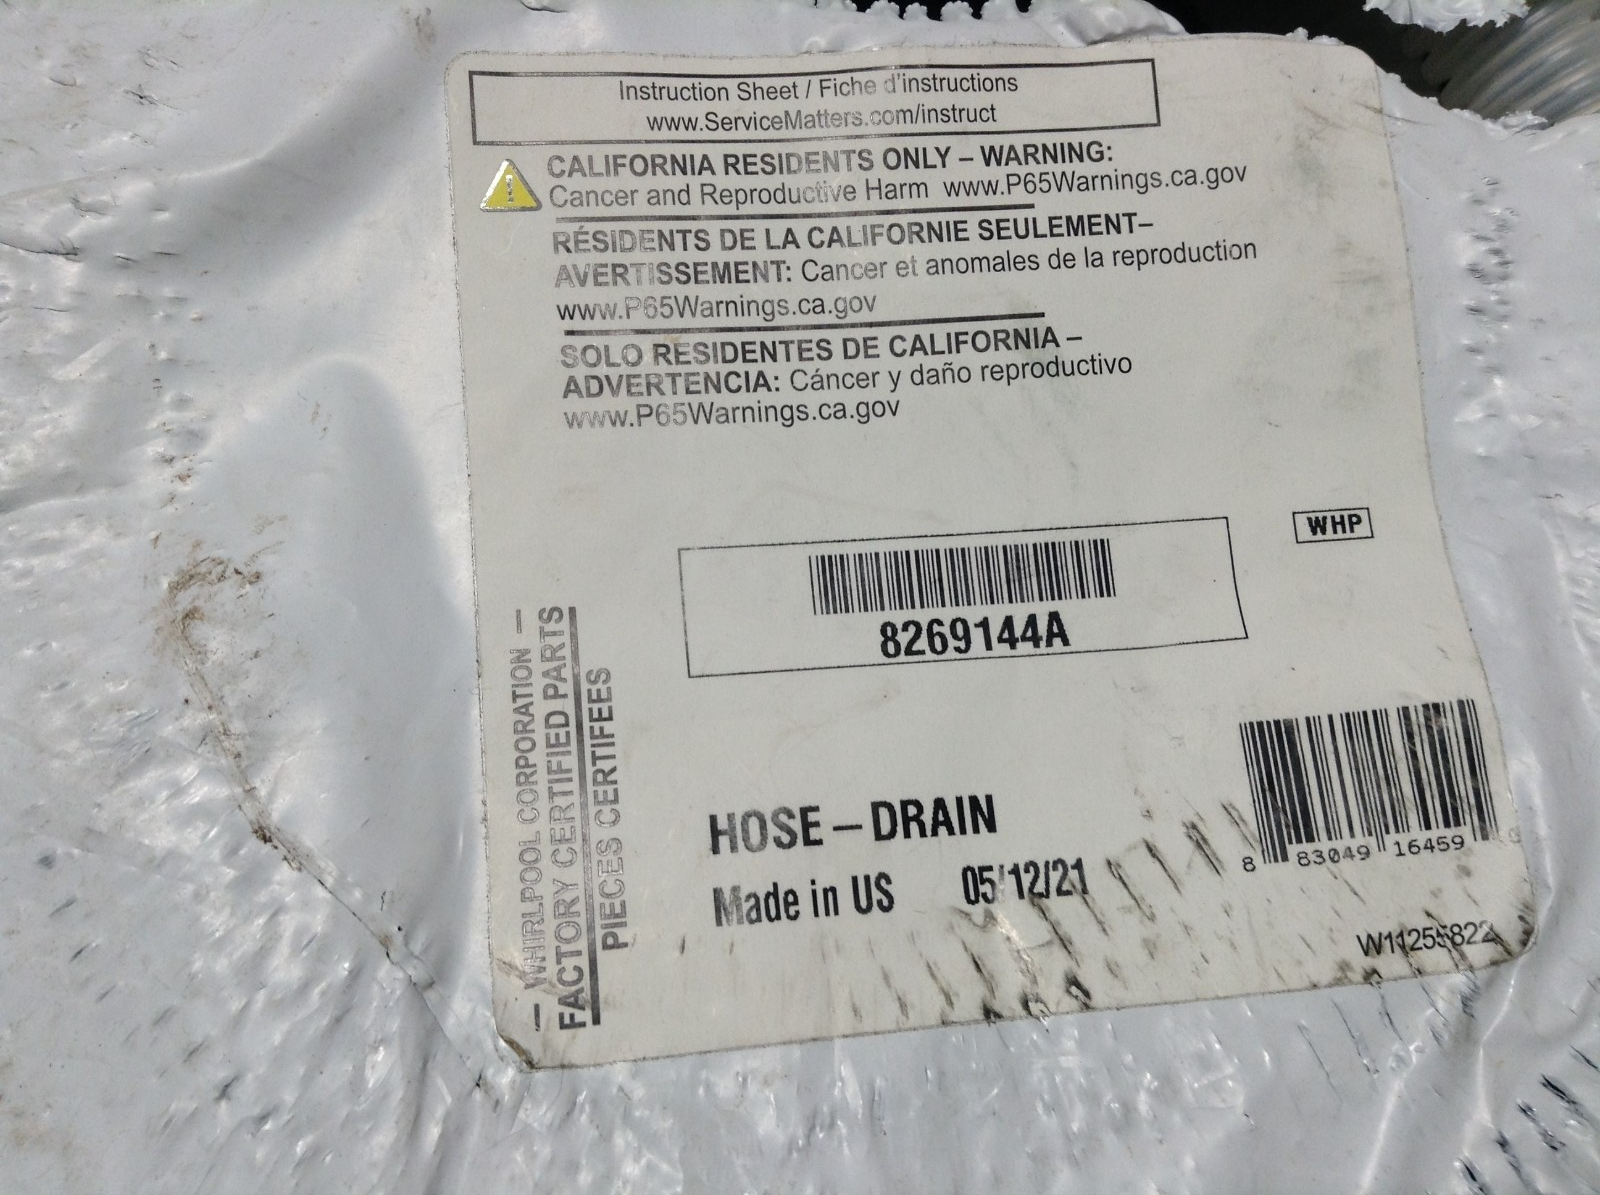 Instruction Sheet / Fiche d'instructions
www.ServiceMatters.com/instruct
CALIFORNIA RESIDENTS ONLY – WARNING:
Cancer and Reproductive Harm www.P65Warnings.ca.gov
RÉSIDENTS DE LA CALIFORNIE SEULEMENT–
AVERTISSEMENT: Cancer et anomales de la reproduction
www.P65Warnings.ca.gov
SOLO RESIDENTES DE CALIFORNIA –
ADVERTENCIA: Cáncer y daño reproductivo
www.P65Warnings.ca.gov
WHP
8269144A
— WHIRLPOOL CORPORATION —
FACTORY CERTIFIED PARTS
PIECES CERTIFEES
HOSE – DRAIN
Made in US 05/12/21
8 83049 16459
W11255822